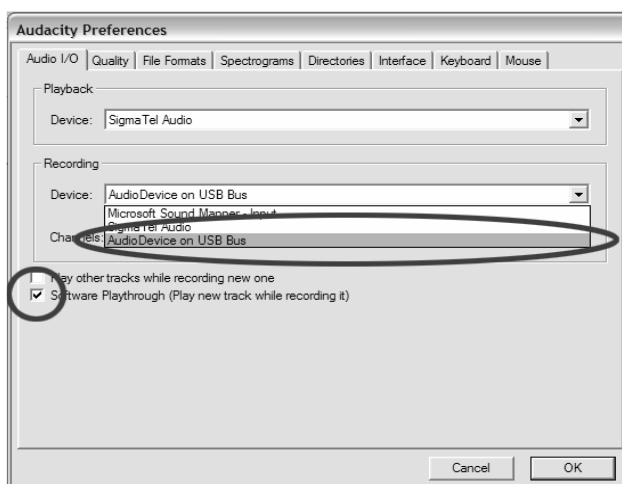 Audacity Preferences
Audio I/O Quality File Formats Spectrograms Directories Interface Keyboard Mouse
Playback
Device: SigmaTel Audio
Recording
Device: AudioDevice on USB Bus
Microsoft Sound Mapper - Input
SigmaTel Audio
Channels: AudioDevice on USB Bus
Play other tracks while recording new one
Software Playthrough (Play new track while recording it)
Cancel OK